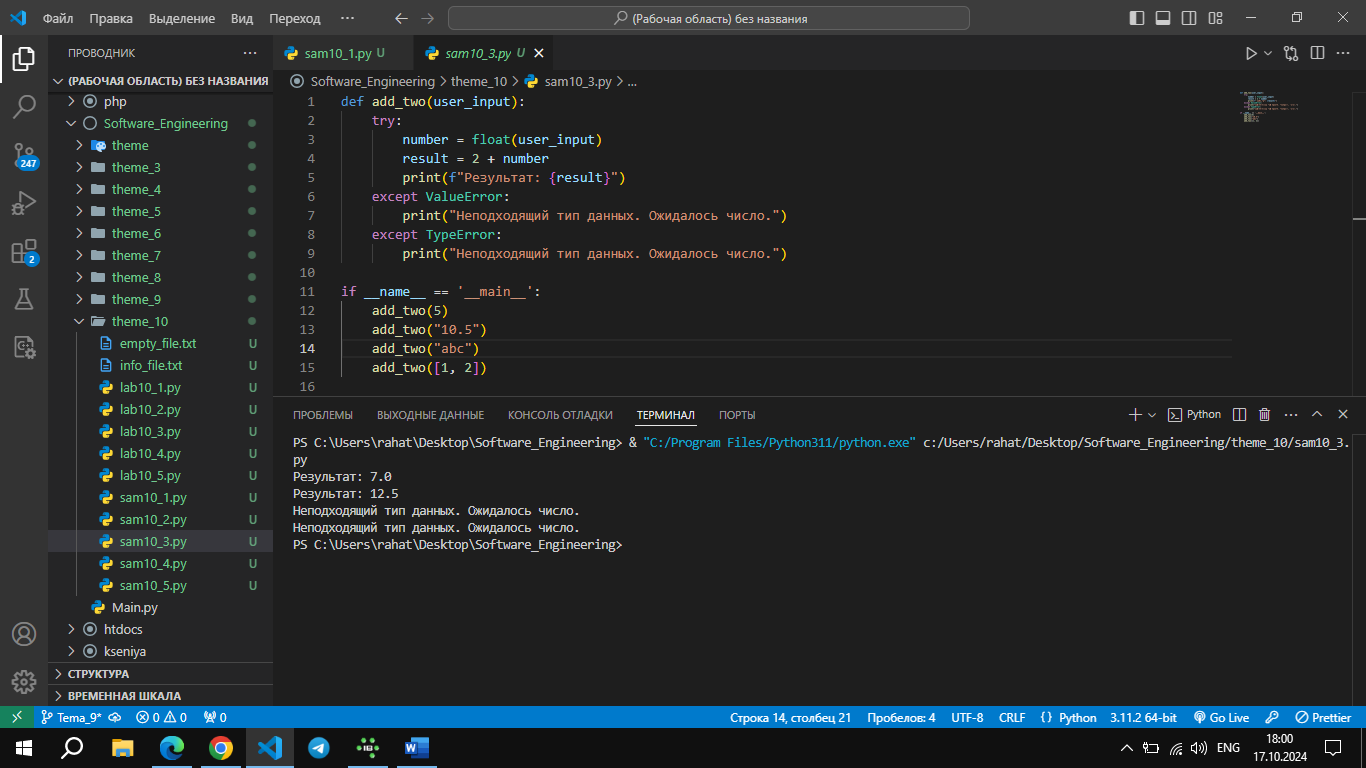 Файл Правка Выделение Вид Переход ··· (Рабочая область) без названия
ПРОВОДНИК ···
(РАБОЧАЯ ОБЛАСТЬ) БЕЗ НАЗВАНИЯ
php
Software_Engineering
theme
theme_3
theme_4
theme_5
theme_6
theme_7
theme_8
theme_9
theme_10
empty_file.txt U
info_file.txt U
lab10_1.py U
lab10_2.py U
lab10_3.py U
lab10_4.py U
lab10_5.py U
sam10_1.py U
sam10_2.py U
sam10_3.py U
sam10_4.py U
sam10_5.py U
Main.py
htdocs
kseniya
СТРУКТУРА
ВРЕМЕННАЯ ШКАЛА
247
2
sam10_1.py U sam10_3.py U
Software_Engineering > theme_10 > sam10_3.py > ...
1 def add_two(user_input):
2 try:
3 number = float(user_input)
4 result = 2 + number
5 print(f"Результат: {result}")
6 except ValueError:
7 print("Неподходящий тип данных. Ожидалось число.")
8 except TypeError:
9 print("Неподходящий тип данных. Ожидалось число.")
10
11 if __name__ == '__main__':
12 add_two(5)
13 add_two("10.5")
14 add_two("abc")
15 add_two([1, 2])
16
ПРОБЛЕМЫ ВЫХОДНЫЕ ДАННЫЕ КОНСОЛЬ ОТЛАДКИ ТЕРМИНАЛ ПОРТЫ Python
PS C:\Users\rahat\Desktop\Software_Engineering> & "C:/Program Files/Python311/python.exe" c:/Users/rahat/Desktop/Software_Engineering/theme_10/sam10_3.
py
Результат: 7.0
Результат: 12.5
Неподходящий тип данных. Ожидалось число.
Неподходящий тип данных. Ожидалось число.
PS C:\Users\rahat\Desktop\Software_Engineering>
Tema_9* 0 0 0 Строка 14, столбец 21 Пробелов: 4 UTF-8 CRLF Python 3.11.2 64-bit Go Live Prettier
ENG
18:00
17.10.2024